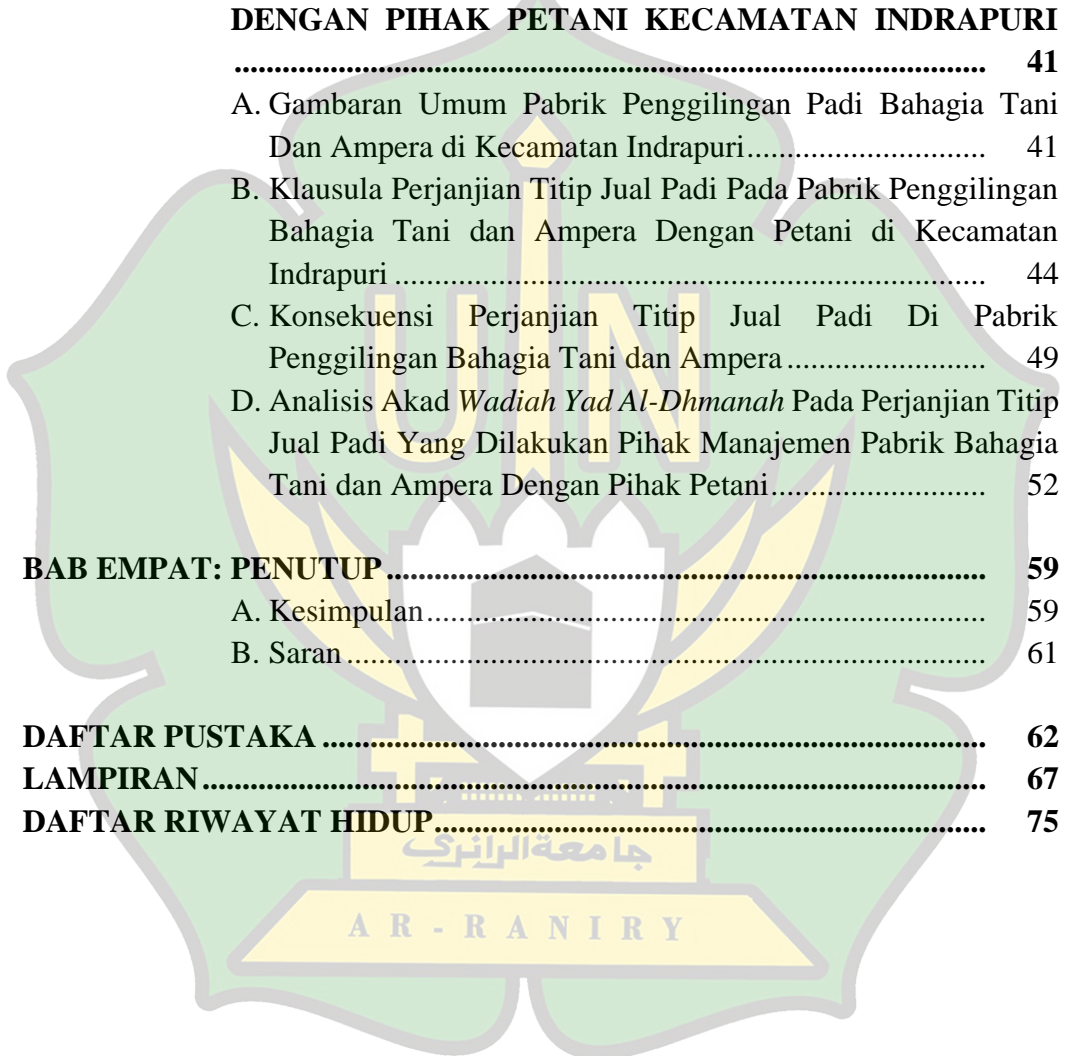 DENGAN PIHAK PETANI KECAMATAN INDRAPURI
............................................................................................... 41
A. Gambaran Umum Pabrik Penggilingan Padi Bahagia Tani
Dan Ampera di Kecamatan Indrapuri.............................. 41
B. Klausula Perjanjian Titip Jual Padi Pada Pabrik Penggilingan
Bahagia Tani dan Ampera Dengan Petani di Kecamatan
Indrapuri ........................................................................... 44
C. Konsekuensi Perjanjian Titip Jual Padi Di Pabrik
Penggilingan Bahagia Tani dan Ampera ......................... 49
D. Analisis Akad Wadiah Yad Al-Dhmanah Pada Perjanjian Titip
Jual Padi Yang Dilakukan Pihak Manajemen Pabrik Bahagia
Tani dan Ampera Dengan Pihak Petani........................... 52
BAB EMPAT: PENUTUP ............................................................................ 59
A. Kesimpulan ....................................................................... 59
B. Saran ................................................................................. 61
DAFTAR PUSTAKA .................................................................................... 62
LAMPIRAN ................................................................................................... 67
DAFTAR RIWAYAT HIDUP ...................................................................... 75
UIN
جامعةالرانري
AR - RANIRY